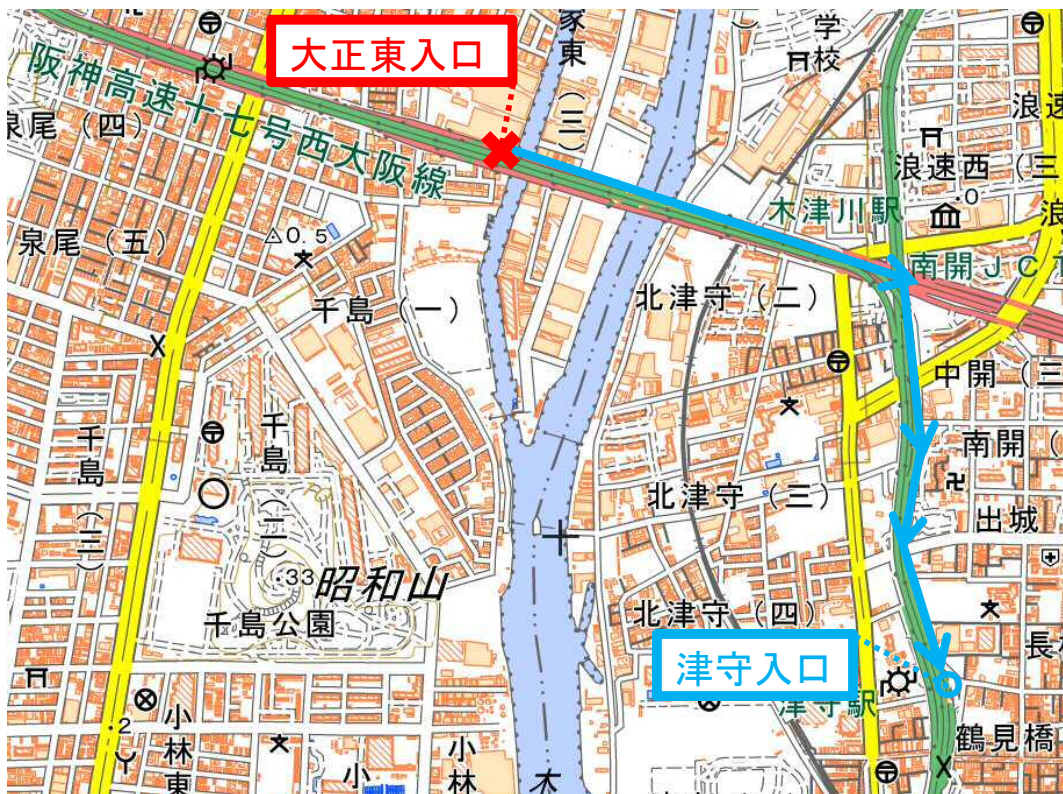 大正東入口
家東（三）
学校
阪神高速十七号西大阪線
泉尾（四）
浪速
浪速西（三
.0
木津川駅
浪
泉尾（五）
△0.5
南開JC
千島（一）
北津守（二）
中開（三
千島（三）
千島（二）
南開（
北津守（三）
出城
.33
昭和山
千島公園
北津守（四）
長橋
津守入口
津守駅
.2
小林東
小林
小
木
鶴見橋